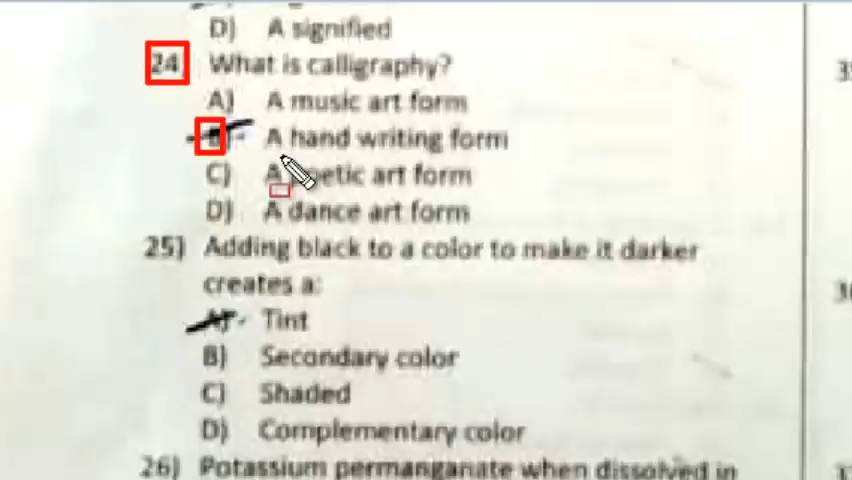 D) A signified
24) What is calligraphy?
A) A music art form
B) A hand writing form
C) A poetic art form
D) A dance art form
25) Adding black to a color to make it darker
creates a:
A) Tint
B) Secondary color
C) Shaded
D) Complementary color
26) Potassium permanganate when dissolved in